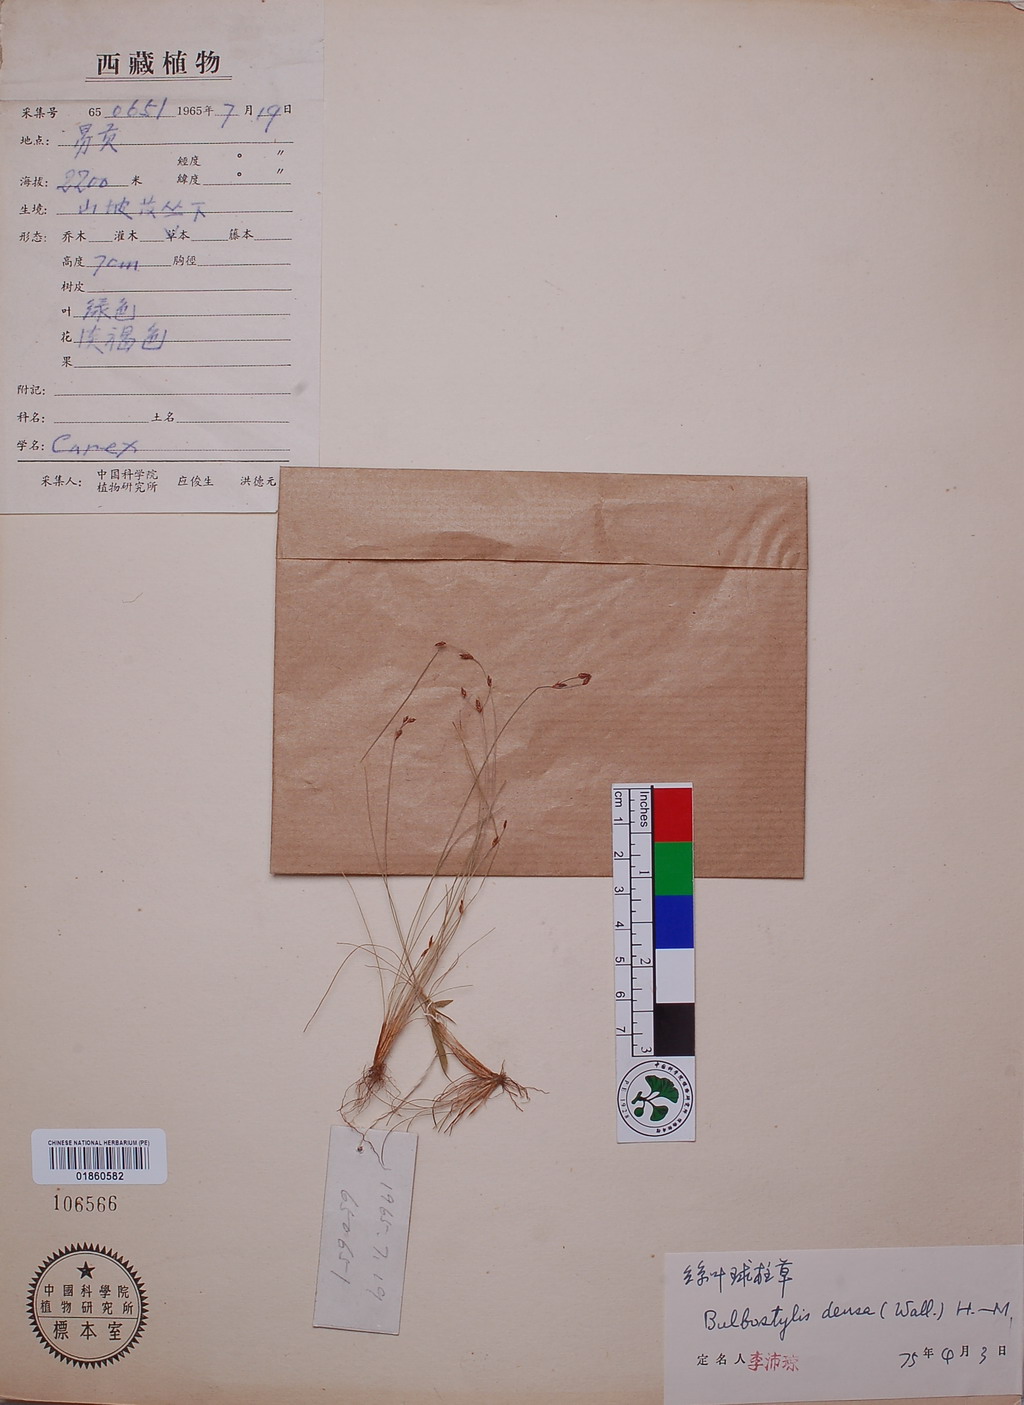 西藏植物
采集号 65 0651 1965年 7 月 19 日
地点: 易贡
經度 ° 〃
海拔: 2200 米 緯度 ° 〃
生境: 山坡草丛下
形态: 乔木 灌木 草本 藤本
高度 7cm 胸徑
树皮
叶 绿色
花 淡褐色
果
附記:
科名: 土名
学名: Carex
采集人: 中国科学院 植物研究所 应俊生 洪德元
cm 1 2 3 4 5 6 7
Inches 1 2 3
CHINESE NATIONAL HERBARIUM (PE)
01860582
106566
中國科學院
植物研究所
標本室
1965.7.19
650651
丝叶球柱草
Bulbostylis densa (Wall.) H.-M.
定名人 李沛琼 75年 4月 3日